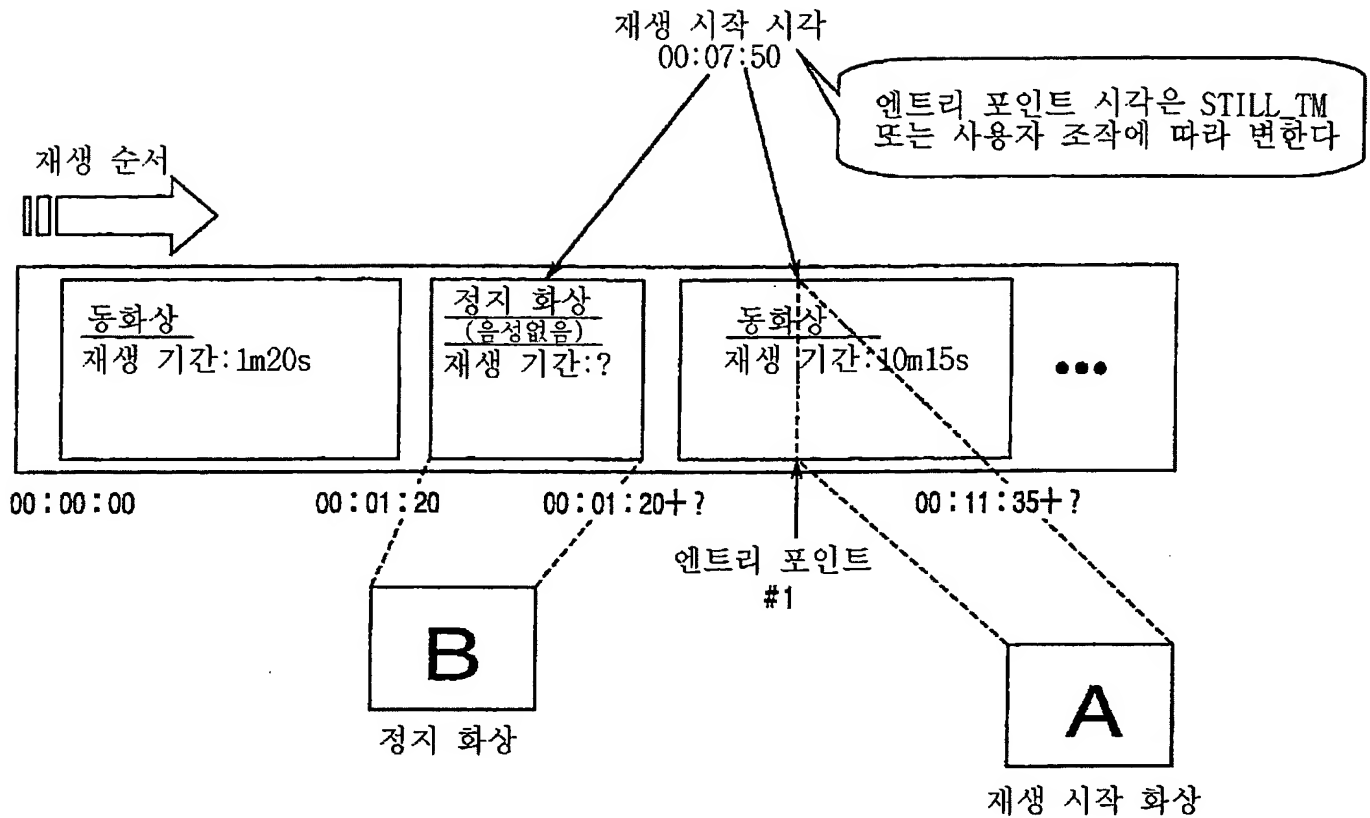 재생 시작 시각
00:07:50
엔트리 포인트 시각은 STILL_TM
또는 사용자 조작에 따라 변한다
재생 순서
동화상
재생 기간:1m20s
정지 화상
(음성없음)
재생 기간:?
동화상
재생 기간:10m15s
•••
00:00:00
00:01:20
00:01:20+?
00:11:35+?
엔트리 포인트
#1
B
정지 화상
A
재생 시작 화상